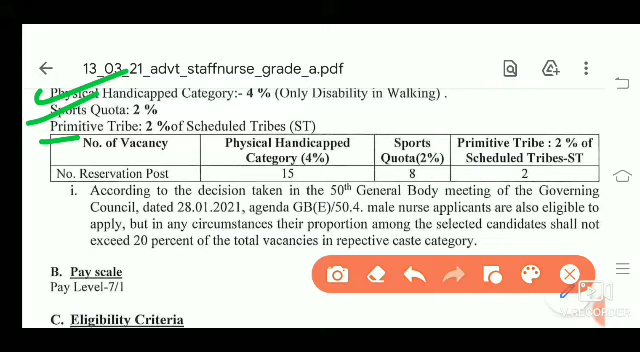 13_03_21_advt_staffnurse_grade_a.pdf
Physical Handicapped Category:- 4 % (Only Disability in Walking) .
Sports Quota: 2 %
Primitive Tribe: 2 % of Scheduled Tribes (ST)
No. of Vacancy Physical Handicapped Category (4%) Sports Quota(2%) Primitive Tribe : 2 % of Scheduled Tribes-ST
No. Reservation Post 15 8 2
i. According to the decision taken in the 50th General Body meeting of the Governing
Council, dated 28.01.2021, agenda GB(E)/50.4. male nurse applicants are also eligible to
apply, but in any circumstances their proportion among the selected candidates shall not
exceed 20 percent of the total vacancies in repective caste category.
B. Pay scale
Pay Level-7/1
C. Eligibility Criteria
V RECORDER